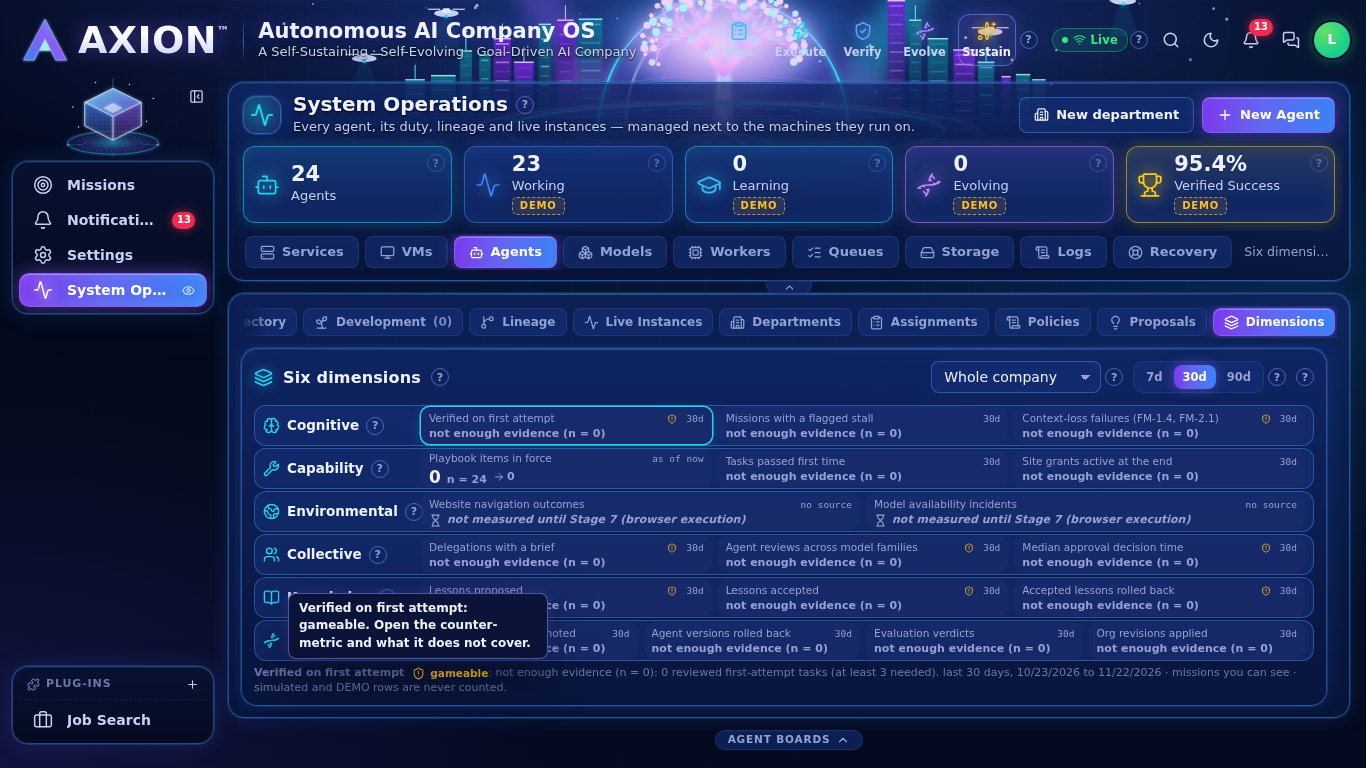 AXION™
Autonomous AI Company OS
A Self-Sustaining · Self-Evolving · Goal-Driven AI Company
Execute
Verify
Evolve
Sustain
?
Live
?
13
L
Missions
Notificati…
13
Settings
System Op…
PLUG-INS
+
Job Search
System Operations
?
Every agent, its duty, lineage and live instances — managed next to the machines they run on.
New department
+ New Agent
24
Agents
?
23
Working
DEMO
?
0
Learning
DEMO
?
0
Evolving
DEMO
?
95.4%
Verified Success
DEMO
?
Services
VMs
Agents
Models
Workers
Queues
Storage
Logs
Recovery
Six dimensi…
ectory
Development (0)
Lineage
Live Instances
Departments
Assignments
Policies
Proposals
Dimensions
Six dimensions
?
Whole company
?
7d
30d
90d
?
?
Cognitive ?
Verified on first attempt 30d
not enough evidence (n = 0)
Missions with a flagged stall 30d
not enough evidence (n = 0)
Context-loss failures (FM-1.4, FM-2.1) 30d
not enough evidence (n = 0)
Capability ?
Playbook items in force as of now
0 n = 24 → 0
Tasks passed first time 30d
not enough evidence (n = 0)
Site grants active at the end 30d
not enough evidence (n = 0)
Environmental ?
Website navigation outcomes no source
not measured until Stage 7 (browser execution)
Model availability incidents no source
not measured until Stage 7 (browser execution)
Collective ?
Delegations with a brief 30d
not enough evidence (n = 0)
Agent reviews across model families 30d
not enough evidence (n = 0)
Median approval decision time 30d
not enough evidence (n = 0)
Lessons proposed 30d
ce (n = 0)
Lessons accepted 30d
not enough evidence (n = 0)
Accepted lessons rolled back 30d
not enough evidence (n = 0)
Verified on first attempt:
gameable. Open the counter-
metric and what it does not cover.
moted 30d
ce (n = 0)
Agent versions rolled back 30d
not enough evidence (n = 0)
Evaluation verdicts 30d
not enough evidence (n = 0)
Org revisions applied 30d
not enough evidence (n = 0)
Verified on first attempt gameable: not enough evidence (n = 0): 0 reviewed first-attempt tasks (at least 3 needed). last 30 days, 10/23/2026 to 11/22/2026 · missions you can see ·
simulated and DEMO rows are never counted.
AGENT BOARDS